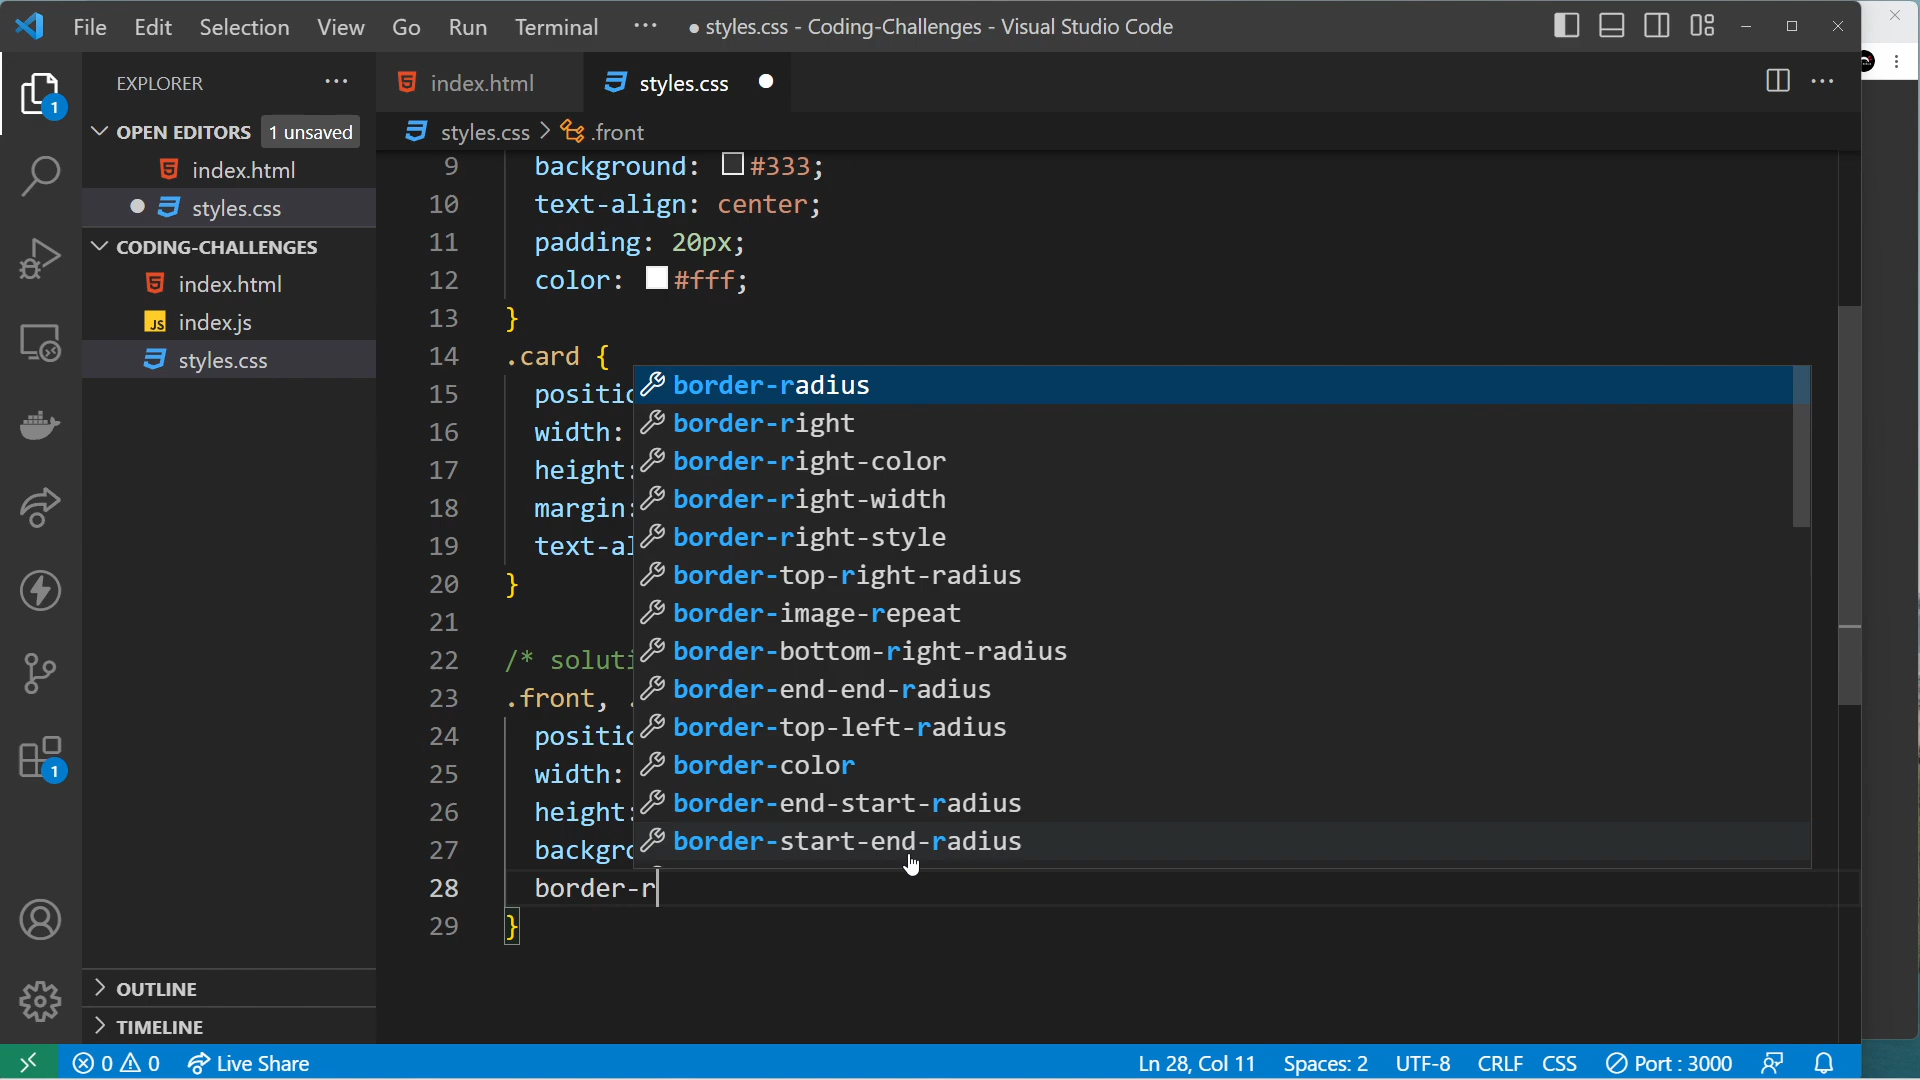 File Edit Selection View Go Run Terminal ··· ● styles.css - Coding-Challenges - Visual Studio Code
EXPLORER ···
index.html styles.css
OPEN EDITORS 1 unsaved
styles.css > .front
index.html
styles.css
CODING-CHALLENGES
index.html
index.js
styles.css
9 background: #333;
10 text-align: center;
11 padding: 20px;
12 color: #fff;
13 }
14 .card {
15 positio
16 width:
17 height:
18 margin:
19 text-al
20 }
21
22 /* soluti
23 .front, .
24 positio
25 width:
26 height:
27 backgro
28 border-r
29 }
border-radius
border-right
border-right-color
border-right-width
border-right-style
border-top-right-radius
border-image-repeat
border-bottom-right-radius
border-end-end-radius
border-top-left-radius
border-color
border-end-start-radius
border-start-end-radius
1
1
OUTLINE
TIMELINE
0 0 Live Share Ln 28, Col 11 Spaces: 2 UTF-8 CRLF CSS Port : 3000